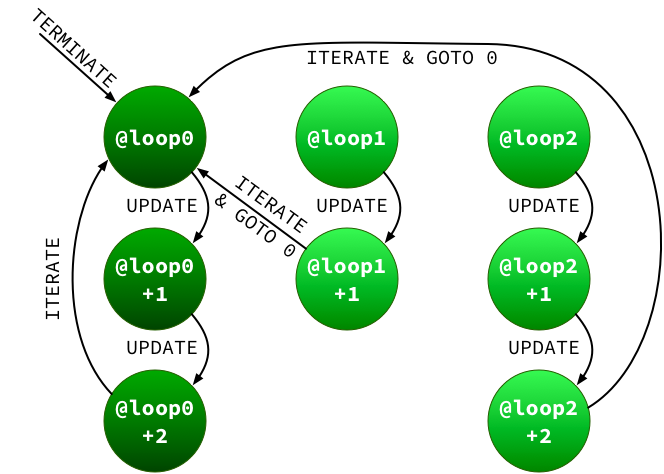 TERMINATE
ITERATE & GOTO 0
@loop0
@loop1
@loop2
ITERATE
& GOTO 0
UPDATE
UPDATE
UPDATE
ITERATE
@loop0
+1
@loop1
+1
@loop2
+1
UPDATE
UPDATE
@loop0
+2
@loop2
+2